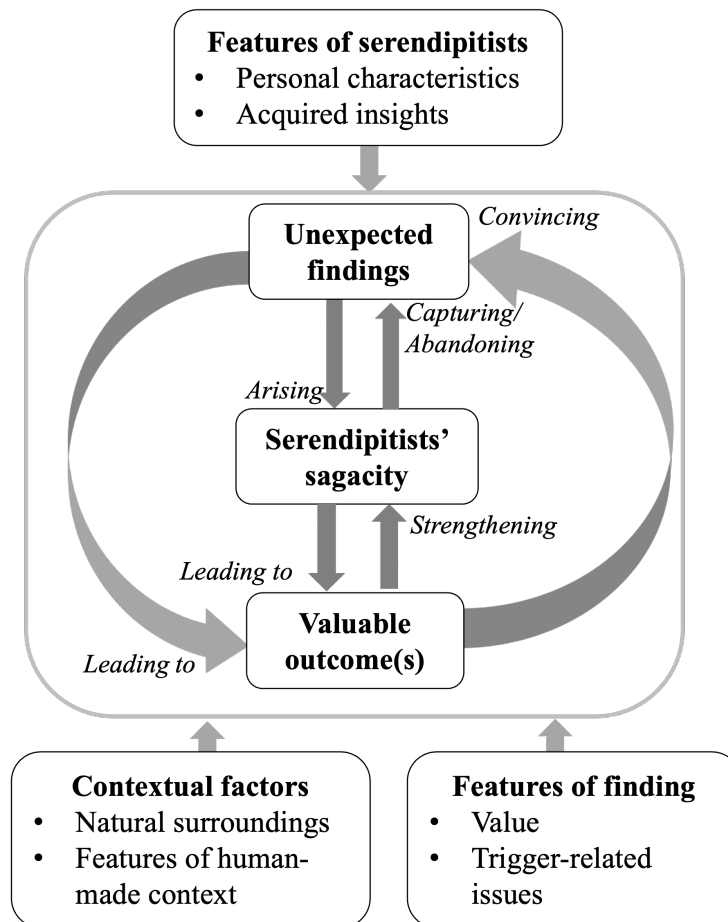 Features of serendipitists
• Personal characteristics
• Acquired insights
Convincing
Unexpected
findings
Capturing/
Abandoning
Arising
Serendipitists’
sagacity
Strengthening
Leading to
Valuable
outcome(s)
Leading to
Contextual factors
• Natural surroundings
• Features of human-
made context
Features of finding
• Value
• Trigger-related
issues